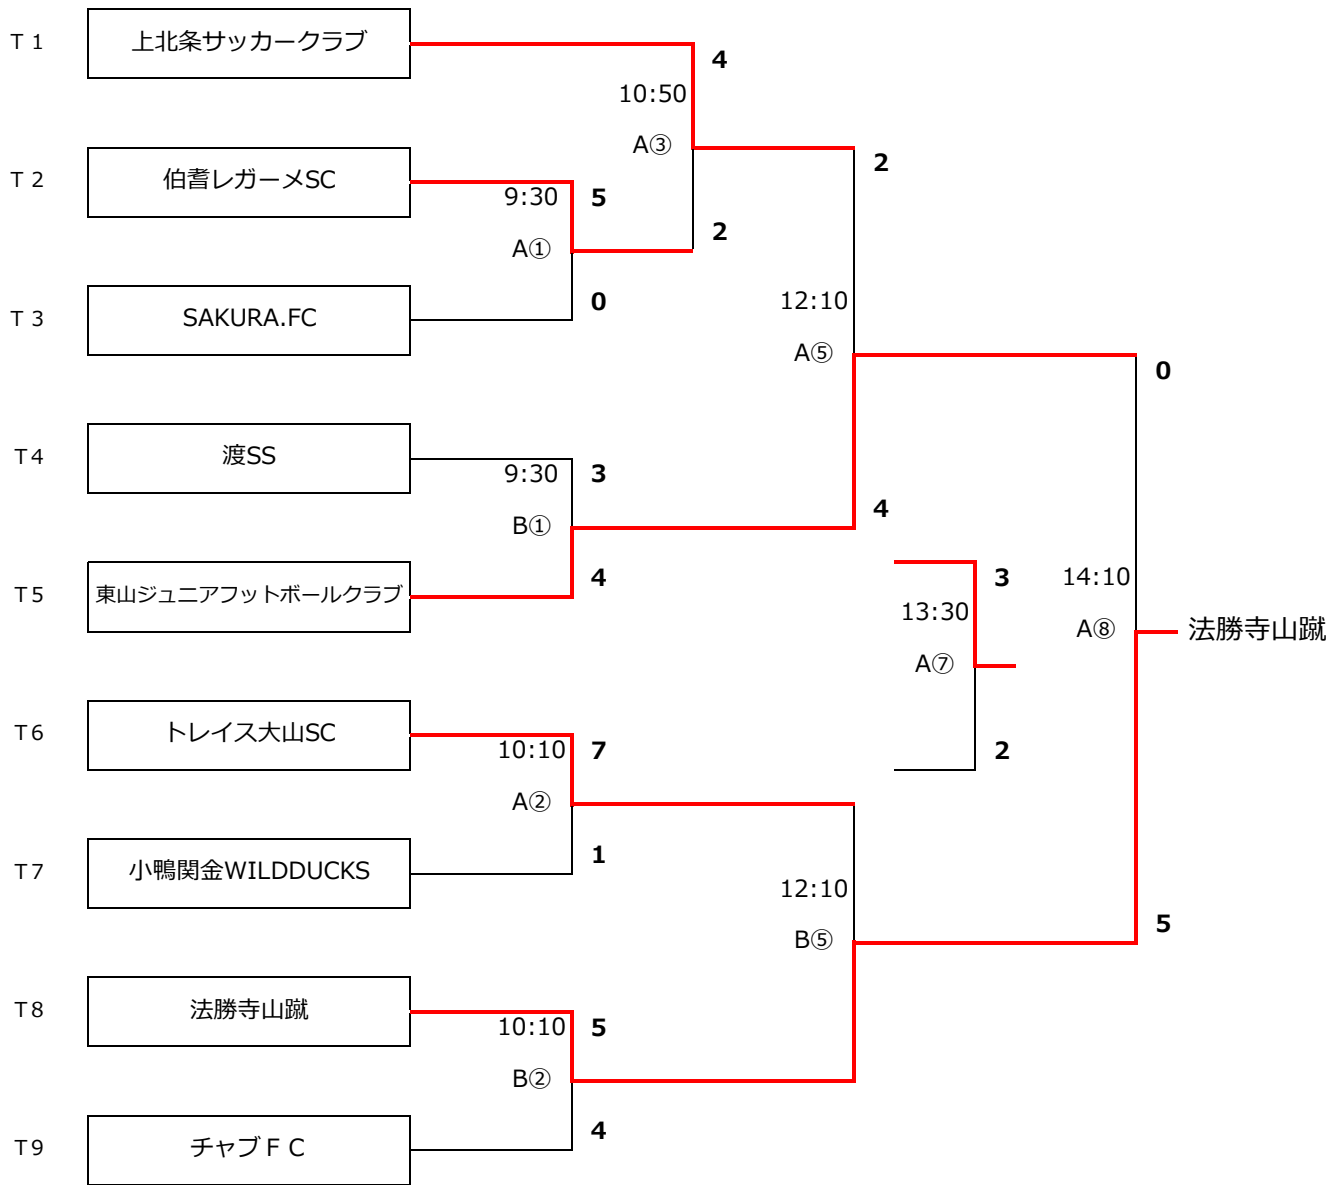 T 1
上北条サッカークラブ
4
10:50
A③
T 2
伯耆レガーメSC
2
9:30
5
A①
2
T 3
SAKURA.FC
0
12:10
A⑤
0
T4
渡SS
9:30
3
B①
4
T5
東山ジュニアフットボールクラブ
4
3
14:10
13:30
A⑧
法勝寺山蹴
A⑦
T6
トレイス大山SC
10:10
7
2
A②
T7
小鴨関金WILDDUCKS
1
12:10
B⑤
5
T8
法勝寺山蹴
10:10
5
B②
T9
チャブＦＣ
4